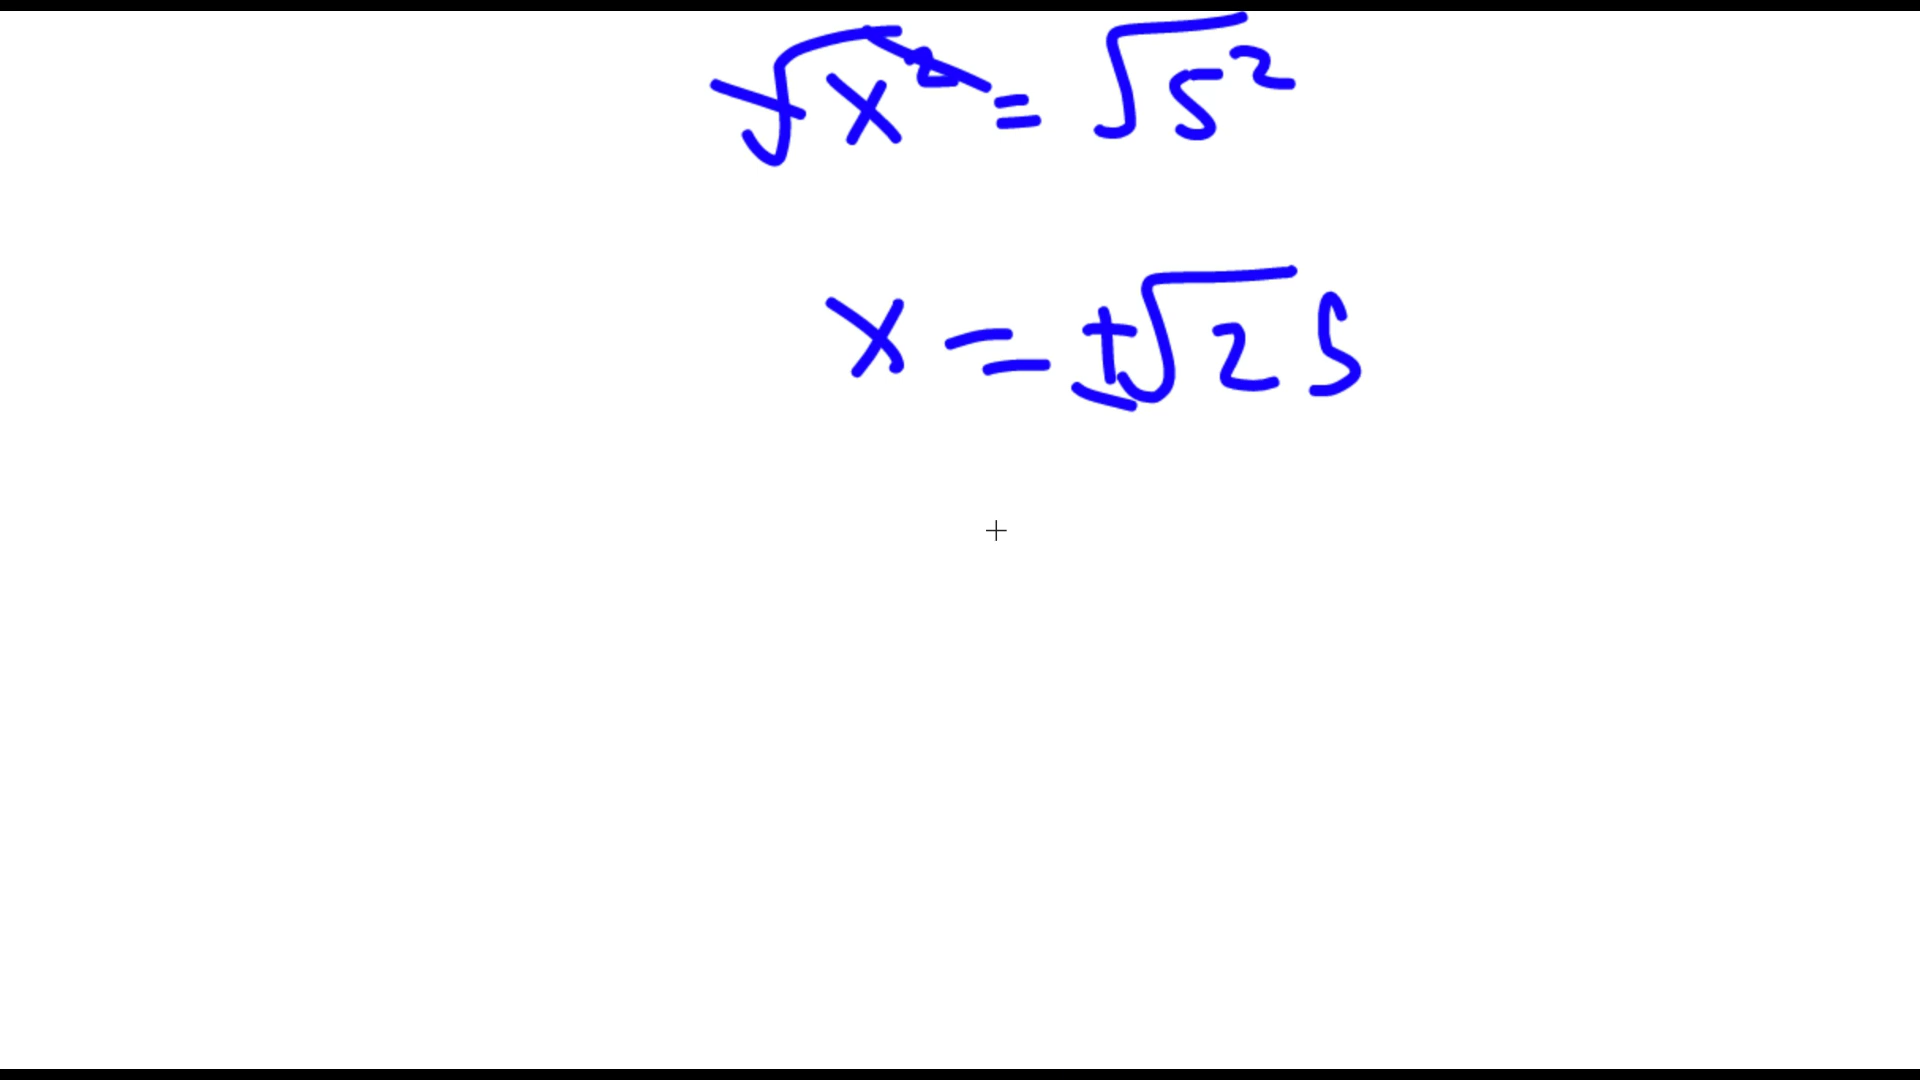 √x² = √5²
x = ±√25